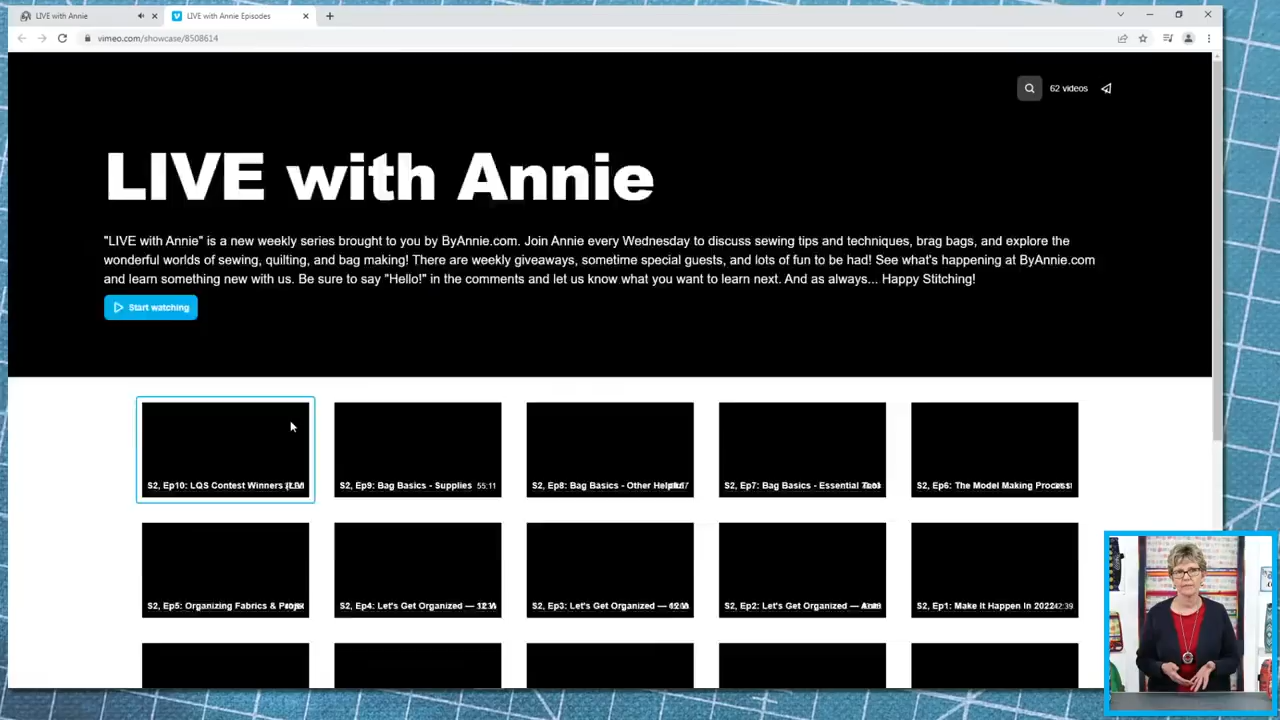 LIVE with Annie
LIVE with Annie Episodes
vimeo.com/showcase/8508614
62 videos
LIVE with Annie
"LIVE with Annie" is a new weekly series brought to you by ByAnnie.com. Join Annie every Wednesday to discuss sewing tips and techniques, brag bags, and explore the
wonderful worlds of sewing, quilting, and bag making! There are weekly giveaways, sometime special guests, and lots of fun to be had! See what's happening at ByAnnie.com
and learn something new with us. Be sure to say "Hello!" in the comments and let us know what you want to learn next. And as always... Happy Stitching!
Start watching
S2, Ep10: LQS Contest Winners
S2, Ep9: Bag Basics - Supplies 55:11
S2, Ep8: Bag Basics - Other Helpful
S2, Ep7: Bag Basics - Essential
S2, Ep6: The Model Making Process
S2, Ep5: Organizing Fabrics &
S2, Ep4: Let's Get Organized —
S2, Ep3: Let's Get Organized —
S2, Ep2: Let's Get Organized —
S2, Ep1: Make It Happen In 2022 42:39